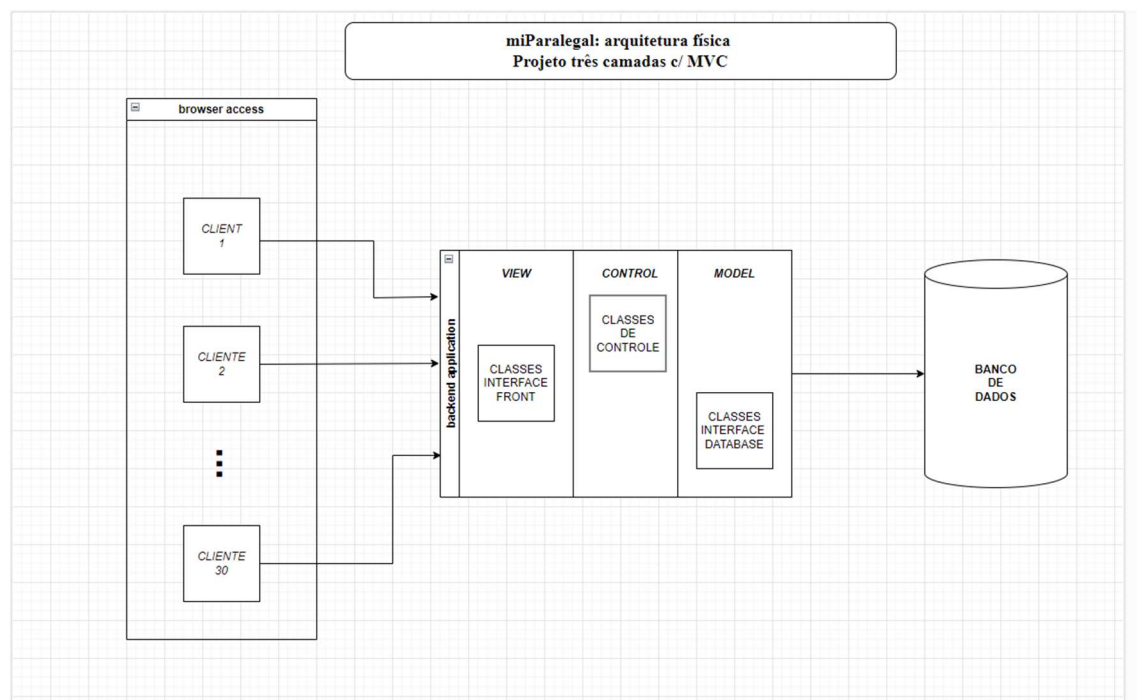 miParalegal: arquitetura física
Projeto três camadas c/ MVC
browser access
CLIENT
1
CLIENTE
2
CLIENTE
30
backend application
VIEW
CONTROL
MODEL
CLASSES
INTERFACE
FRONT
CLASSES
DE
CONTROLE
CLASSES
INTERFACE
DATABASE
BANCO
DE
DADOS